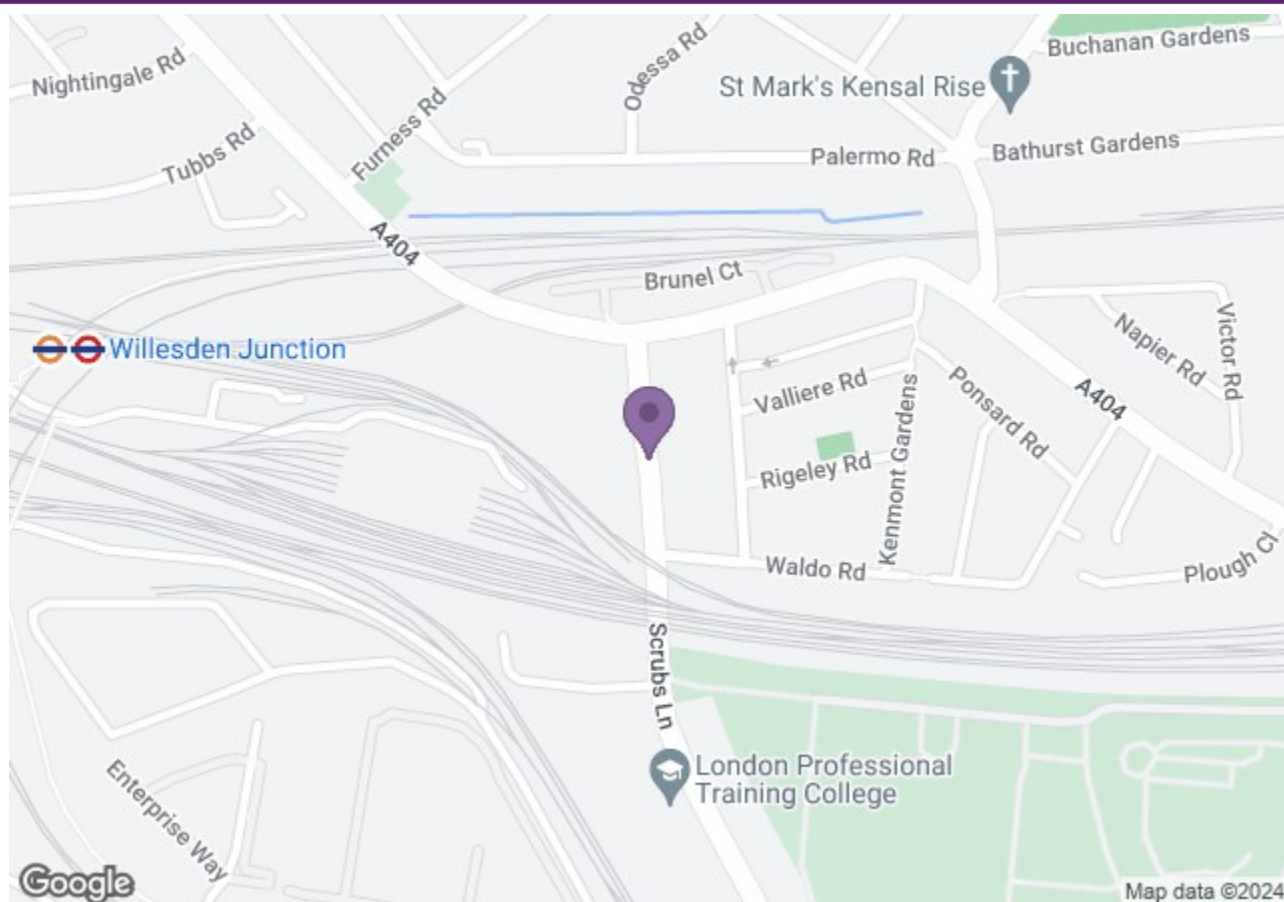 Buchanan Gardens
Nightingale Rd
Odessa Rd
St Mark's Kensal Rise
Furness Rd
Tubbs Rd
Palermo Rd
Bathurst Gardens
A404
Brunel Ct
Willesden Junction
Victor Rd
Napier Rd
Valliere Rd
Ponsard Rd
A404
Kenmont Gardens
Rigeley Rd
Waldo Rd
Plough Cl
Scrubs Ln
London Professional
Training College
Enterprise Way
Google
Map data ©2024